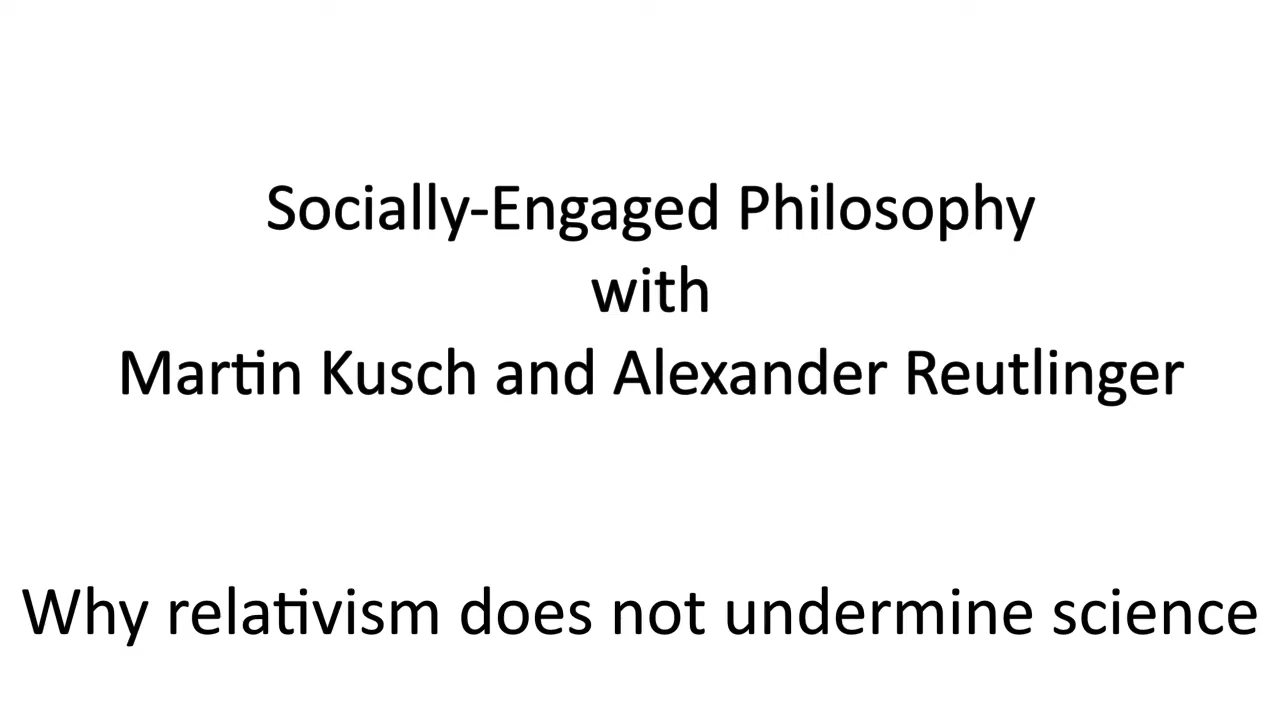 Socially-Engaged Philosophy
with
Martin Kusch and Alexander Reutlinger
Why relativism does not undermine science